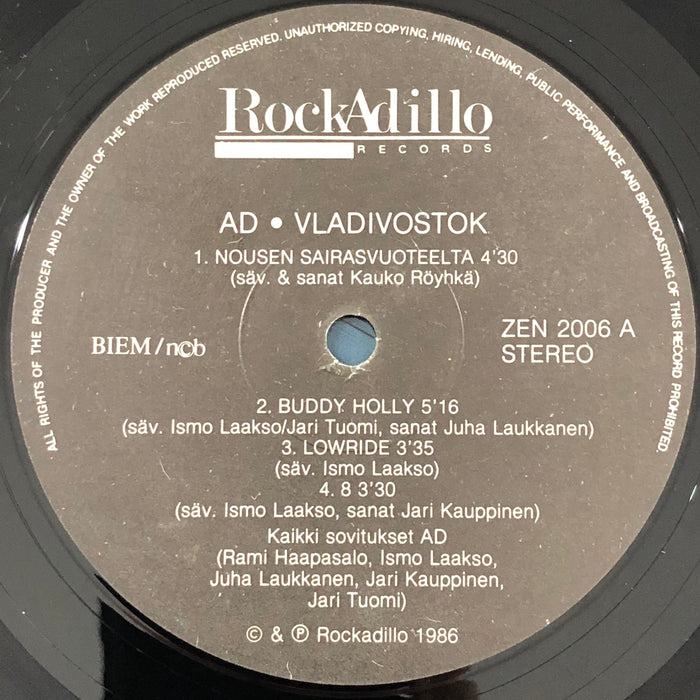 ALL RIGHTS OF THE PRODUCER AND THE OWNER OF THE WORK REPRODUCED RESERVED. UNAUTHORIZED COPYING, HIRING, LENDING, PUBLIC PERFORMANCE AND BROADCASTING OF THIS RECORD PROHIBITED.
RockAdillo
RECORDS
AD • VLADIVOSTOK
1. NOUSEN SAIRASVUOTEELTA 4'30
(säv. & sanat Kauko Röyhkä)
BIEM/n©b
ZEN 2006 A
STEREO
2. BUDDY HOLLY 5'16
(säv. Ismo Laakso/Jari Tuomi, sanat Juha Laukkanen)
3. LOWRIDE 3'35
(säv. Ismo Laakso)
4. 8 3'30
(säv. Ismo Laakso, sanat Jari Kauppinen)
Kaikki sovitukset AD
(Rami Haapasalo, Ismo Laakso,
Juha Laukkanen, Jari Kauppinen,
Jari Tuomi)
© & ℗ Rockadillo 1986